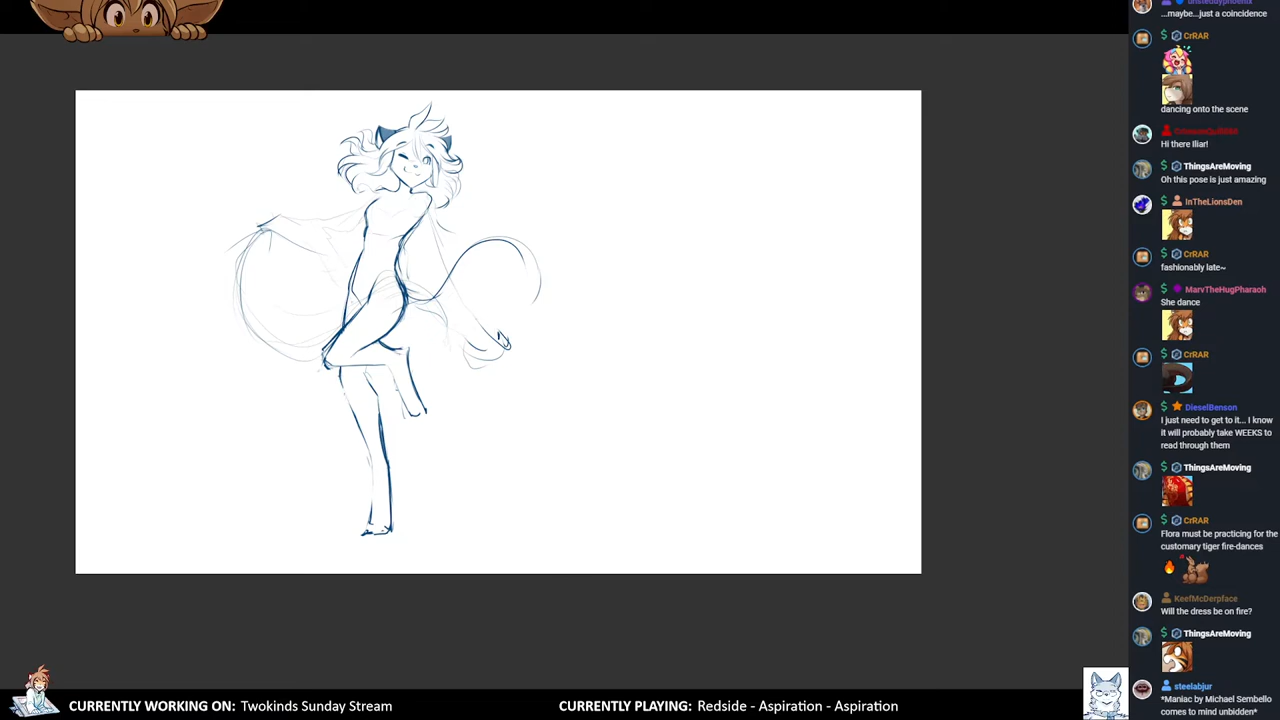 ...maybe...just a coincidence
$ CrRAR
dancing onto the scene
Hi there Iliar!
$ ThingsAreMoving
Oh this pose is just amazing
$ InTheLionsDen
$ CrRAR
fashionably late~
$ MarvTheHugPharaoh
She dance
$ CrRAR
$ DieselBenson
I just need to get to it... I know
it will probably take WEEKS to
read through them
$ ThingsAreMoving
$ CrRAR
Flora must be practicing for the
customary tiger fire-dances
KeefMcDerpface
Will the dress be on fire?
$ ThingsAreMoving
steelabjur
*Maniac by Michael Sembello
comes to mind unbidden*
CURRENTLY WORKING ON: Twokinds Sunday Stream
CURRENTLY PLAYING: Redside - Aspiration - Aspiration